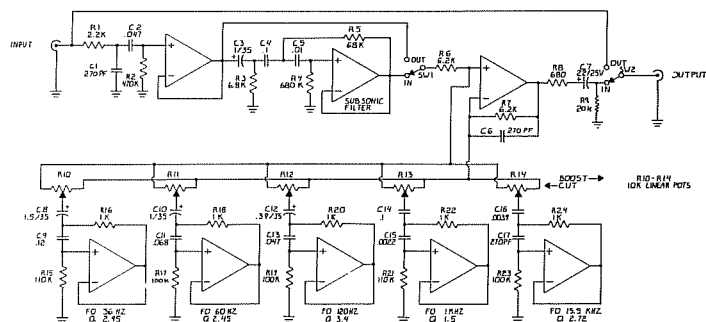 INPUT
R1
2.2K
C2
.047
C1
270PF
R2
470K
C3
1/35
C4
.1
C5
.01
R3
6.8K
R4
680K
R5
68K
SUBSONIC
FILTER
OUT
SW1
IN
R6
6.2K
R7
6.2K
C6 270PF
R8
680
C7
22/25V
R9
20K
OUT
SW2
IN
OUTPUT
R10
R11
R12
R13
R14
BOOST
CUT
R10-R14
10K LINEAR POTS
C8
1.5/35
C9
.12
R15
110K
R16
1K
FO 36HZ
Q 2.45
C10
1/35
C11
.068
R17
100K
R18
1K
FO 60HZ
Q 2.45
C12
.39/35
C13
.047
R19
100K
R20
1K
FO 120HZ
Q 3.4
C14
.1
C15
.0022
R21
110K
R22
1K
FO 1KHZ
Q 1.5
C16
.0039
C17
270PF
R23
100K
R24
1K
FO 15.5 KHZ
Q 2.72